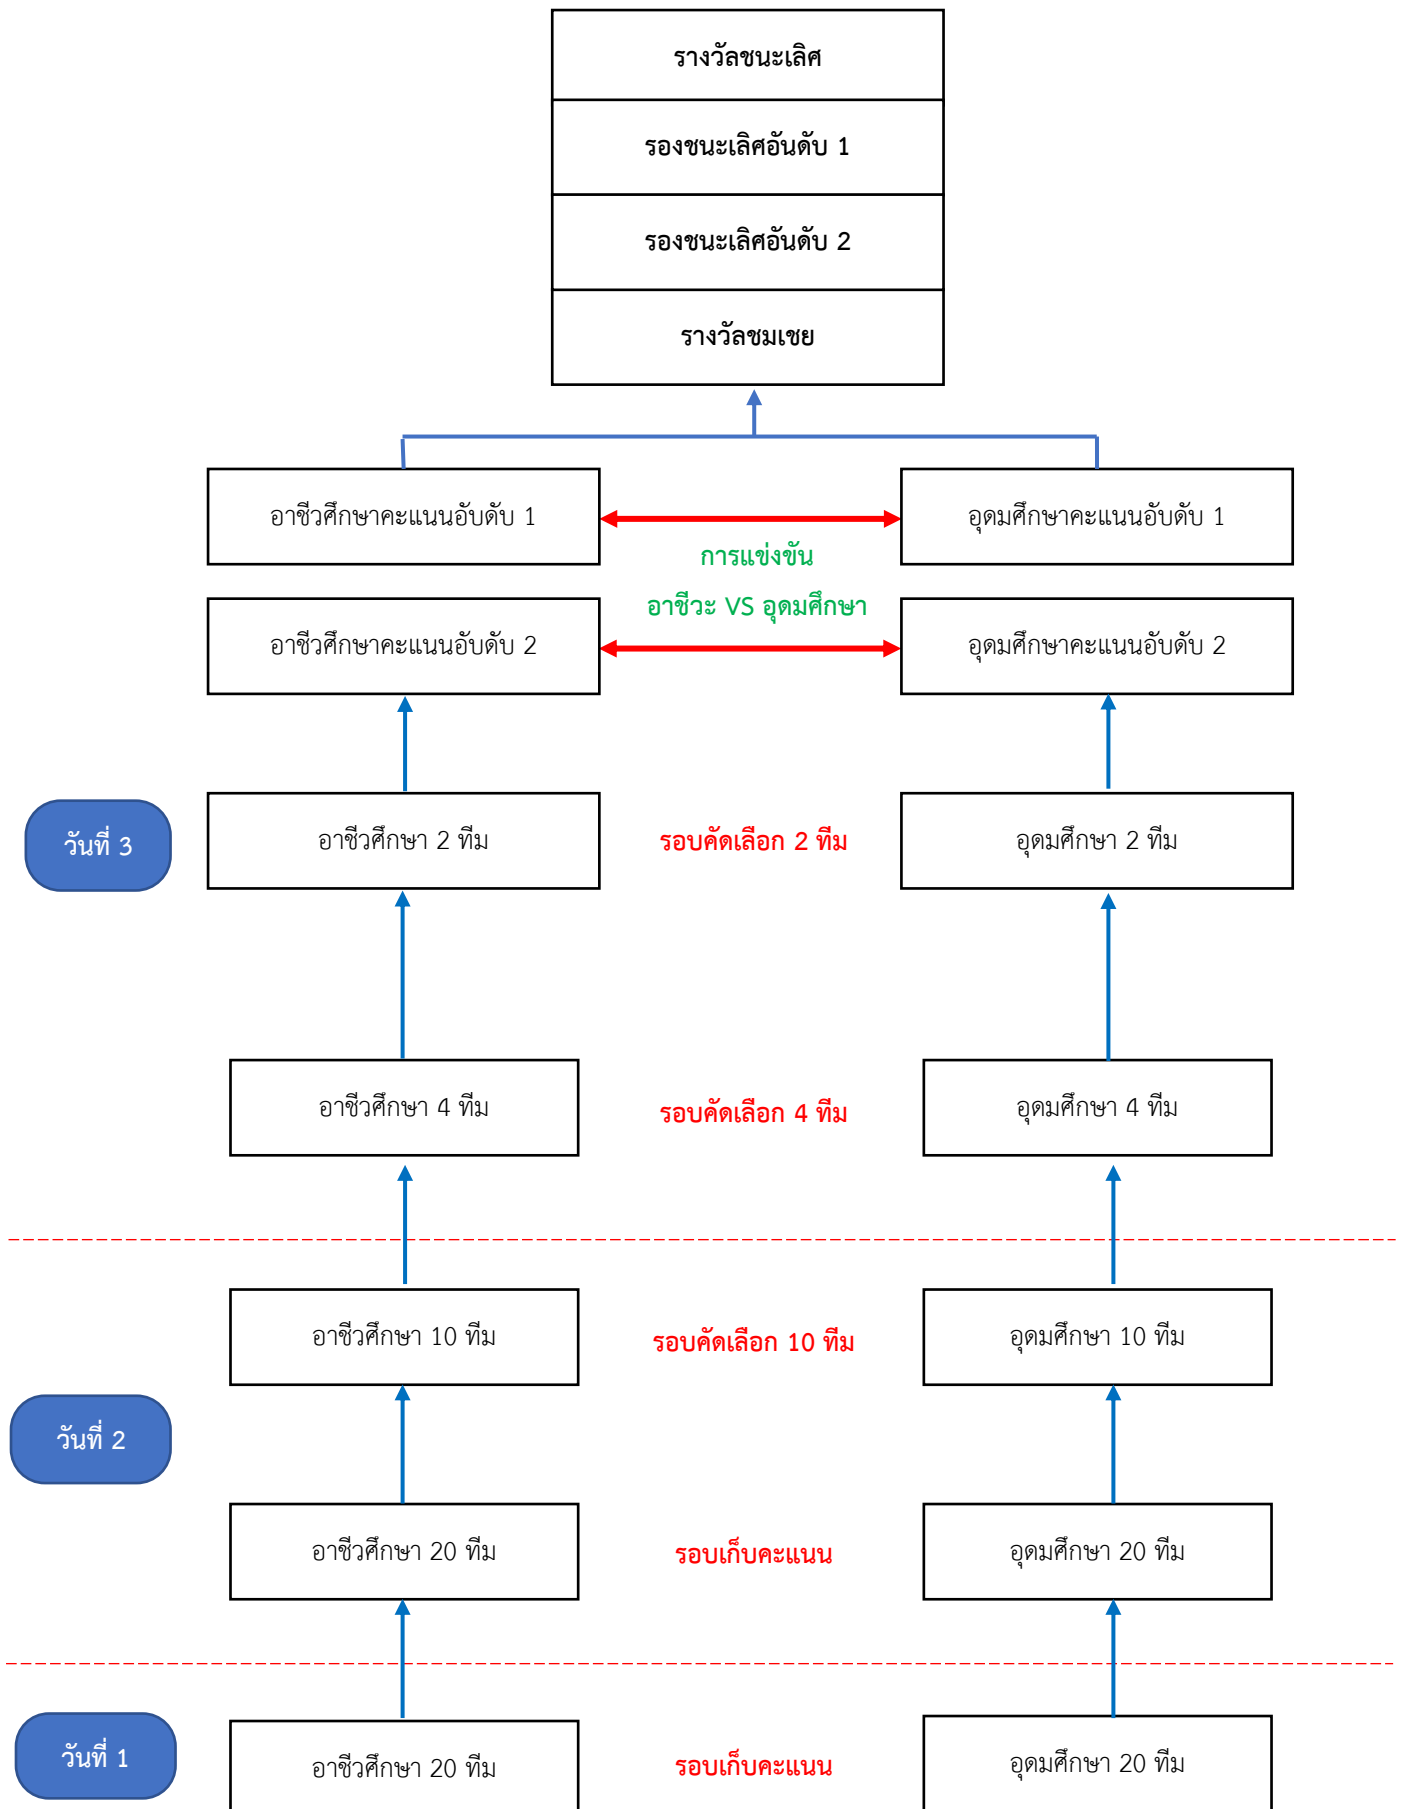 รางวัลชนะเลิศ
รองชนะเลิศอันดับ 1
รองชนะเลิศอันดับ 2
รางวัลชมเชย
อาชีวศึกษาคะแนนอับดับ 1
อุดมศึกษาคะแนนอับดับ 1
การแข่งขัน
อาชีวะ VS อุดมศึกษา
อาชีวศึกษาคะแนนอับดับ 2
อุดมศึกษาคะแนนอับดับ 2
วันที่ 3
อาชีวศึกษา 2 ทีม
รอบคัดเลือก 2 ทีม
อุดมศึกษา 2 ทีม
อาชีวศึกษา 4 ทีม
รอบคัดเลือก 4 ทีม
อุดมศึกษา 4 ทีม
อาชีวศึกษา 10 ทีม
รอบคัดเลือก 10 ทีม
อุดมศึกษา 10 ทีม
วันที่ 2
อาชีวศึกษา 20 ทีม
รอบเก็บคะแนน
อุดมศึกษา 20 ทีม
วันที่ 1
อาชีวศึกษา 20 ทีม
รอบเก็บคะแนน
อุดมศึกษา 20 ทีม